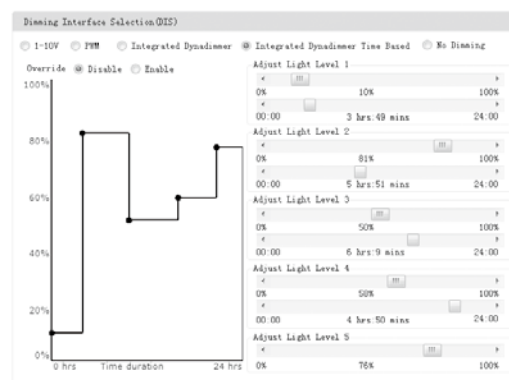 Dimming Interface Selection(DIS)
1-10V PWM Integrated Dynadimmer Integrated Dynadimmer Time Based No Dimming
Override Disable Enable
100%
80%
60%
40%
20%
0%
0 hrs Time duration 24 hrs
Adjust Light Level 1
0% 10% 100%
00:00 3 hrs:49 mins 24:00
Adjust Light Level 2
0% 81% 100%
00:00 5 hrs:51 mins 24:00
Adjust Light Level 3
0% 50% 100%
00:00 6 hrs:9 mins 24:00
Adjust Light Level 4
0% 58% 100%
00:00 4 hrs:50 mins 24:00
Adjust Light Level 5
0% 76% 100%